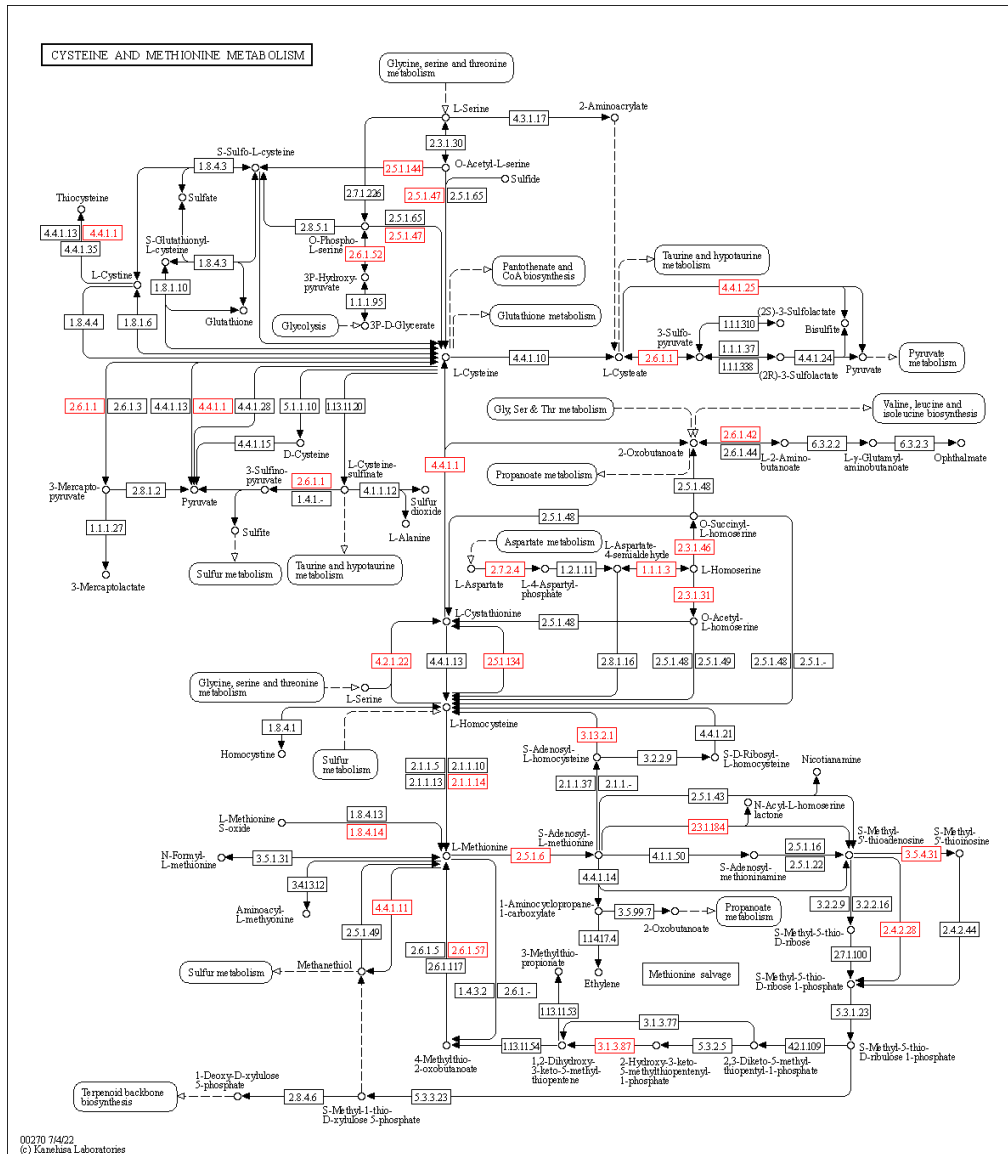 CYSTEINE AND METHIONINE METABOLISM
Glycine, serine and threonine
metabolism
L-Serine
2-Aminoacrylate
4.3.1.17
2.3.1.30
S-Sulfo-L-cysteine
1.8.4.3
2.5.1.144
O-Acetyl-L-serine
Sulfide
2.7.1.226
2.5.1.47
2.5.1.65
Thiocysteine
Sulfate
4.4.1.13
4.4.1.1
4.4.1.35
S-Glutathionyl-
L-cysteine
2.8.5.1
2.5.1.65
2.5.1.47
O-Phospho-
L-serine
2.6.1.52
1.8.4.3
L-Cystine
1.8.1.10
3P-Hydroxy-
pyruvate
Pantothenate and
CoA biosynthesis
Taurine and hypotaurine
metabolism
4.4.1.25
1.1.1.95
1.8.4.4
1.8.1.6
Glutathione
Glycolysis
3P-D-Glycerate
Glutathione metabolism
3-Sulfo-
pyruvate
1.1.1.310
(2S)-3-Sulfolactate
Bisulfite
L-Cysteine
4.4.1.10
L-Cysteate
2.6.1.1
1.1.1.37
1.1.1.338
4.4.1.24
(2R)-3-Sulfolactate
Pyruvate
Pyruvate
metabolism
2.6.1.1
2.6.1.3
4.4.1.13
4.4.1.1
4.4.1.28
5.1.1.10
1.13.11.20
Gly, Ser & Thr metabolism
Valine, leucine and
isoleucine biosynthesis
4.4.1.15
D-Cysteine
2-Oxobutanoate
2.6.1.42
2.6.1.44
L-2-Amino-
butanoate
6.3.2.2
L-γ-Glutamyl-
aminobutanoate
6.3.2.3
Ophthalmate
4.4.1.1
Propanoate metabolism
3-Mercapto-
pyruvate
2.8.1.2
Pyruvate
3-Sulfino-
pyruvate
2.6.1.1
1.4.1.-
L-Cysteine-
sulfinate
4.1.1.12
Sulfur
dioxide
2.5.1.48
1.1.1.27
Sulfite
L-Alanine
2.5.1.48
O-Succinyl-
L-homoserine
Aspartate metabolism
L-Aspartate-
4-semialdehyde
2.3.1.46
3-Mercaptolactate
Sulfur metabolism
Taurine and hypotaurine
metabolism
L-Aspartate
2.7.2.4
L-4-Aspartyl-
phosphate
1.2.1.11
1.1.1.3
L-Homoserine
2.3.1.31
L-Cystathionine
2.5.1.48
O-Acetyl-
L-homoserine
4.2.1.22
4.4.1.13
2.5.1.134
2.8.1.16
2.5.1.48
2.5.1.49
2.5.1.48
2.5.1.-
Glycine, serine and threonine
metabolism
L-Serine
L-Homocysteine
1.8.4.1
Homocystine
Sulfur
metabolism
3.13.2.1
4.4.1.21
S-Adenosyl-
L-homocysteine
3.2.2.9
S-D-Ribosyl-
L-homocysteine
2.1.1.5
2.1.1.10
2.1.1.13
2.1.1.14
2.1.1.37
2.1.1.-
Nicotianamine
2.5.1.43
N-Acyl-L-homoserine
lactone
L-Methionine
S-oxide
1.8.4.13
1.8.4.14
2.3.1.184
S-Adenosyl-
L-methionine
S-Methyl-
5'-thioadenosine
S-Methyl-
5'-thioinosine
N-Formyl-
L-methionine
3.5.1.31
L-Methionine
2.5.1.6
4.1.1.50
S-Adenosyl-
methioninamine
2.5.1.16
2.5.1.22
3.5.4.31
3.4.13.12
4.4.1.14
Aminoacyl-
L-methyonine
4.4.1.11
1-Aminocyclopropane-
1-carboxylate
3.5.99.7
2-Oxobutanoate
Propanoate
metabolism
3.2.2.9
3.2.2.16
2.4.2.28
2.4.2.44
2.5.1.49
S-Methyl-5-thio-
D-ribose
1.14.17.4
2.6.1.5
2.6.1.57
2.6.1.117
2.7.1.100
Sulfur metabolism
Methanethiol
3-Methylthio-
propionate
Ethylene
Methionine salvage
S-Methyl-5-thio-
D-ribose 1-phosphate
1.4.3.2
2.6.1.-
1.13.11.53
5.3.1.23
3.1.3.77
4-Methylthio-
2-oxobutanoate
1.13.11.54
1,2-Dihydroxy-
3-keto-5-methyl-
thiopentene
3.1.3.87
2-Hydroxy-3-keto-
5-methylthiopentenyl-
1-phosphate
5.3.2.5
2,3-Diketo-5-methyl-
thiopentyl-1-phosphate
4.2.1.109
S-Methyl-5-thio-
D-ribulose 1-phosphate
1-Deoxy-D-xylulose
5-phosphate
Terpenoid backbone
biosynthesis
2.8.4.6
S-Methyl-1-thio-
D-xylulose 5-phosphate
5.3.3.23
00270 7/4/22
(c) Kanehisa Laboratories